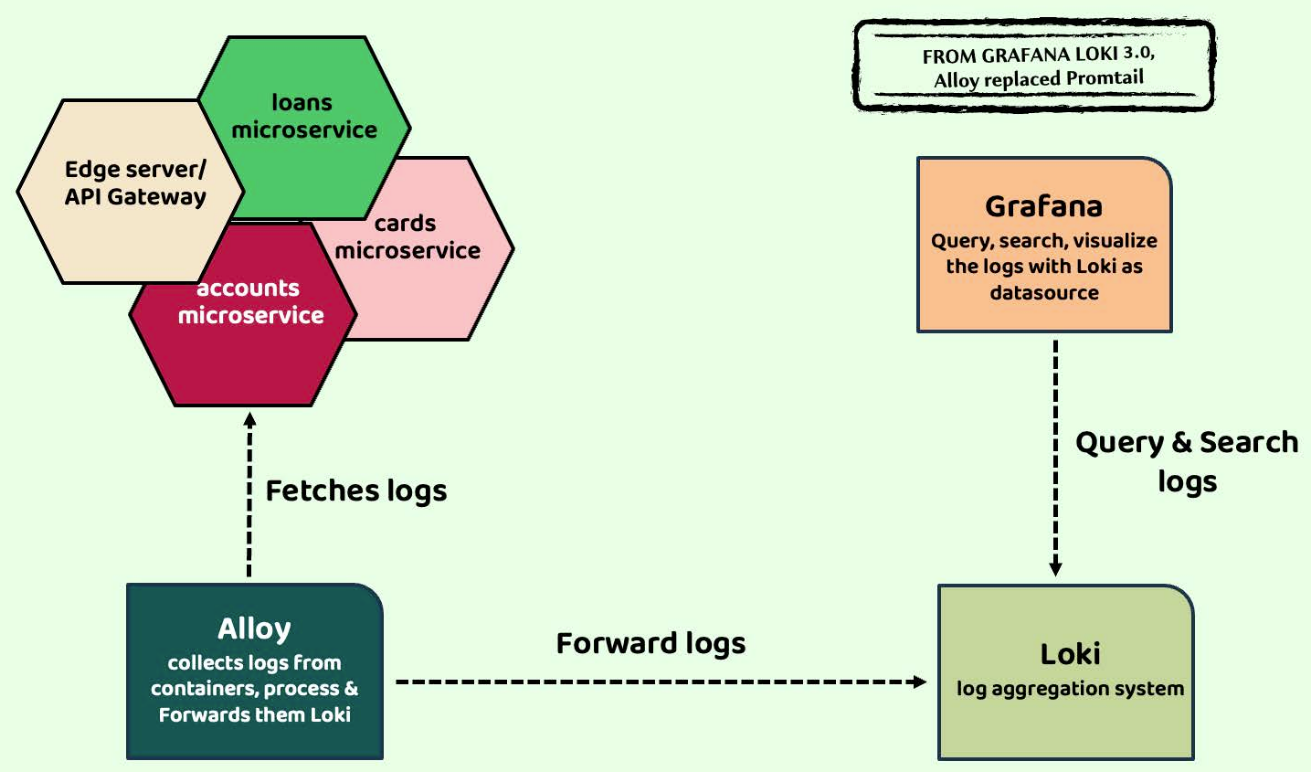 FROM GRAFANA LOKI 3.0,
Alloy replaced Promtail
loans
microservice
Edge server/
API Gateway
cards
microservice
accounts
microservice
Grafana
Query, search, visualize
the logs with Loki as
datasource
Fetches logs
Query & Search
logs
Alloy
collects logs from
containers, process &
Forwards them Loki
Forward logs
Loki
log aggregation system